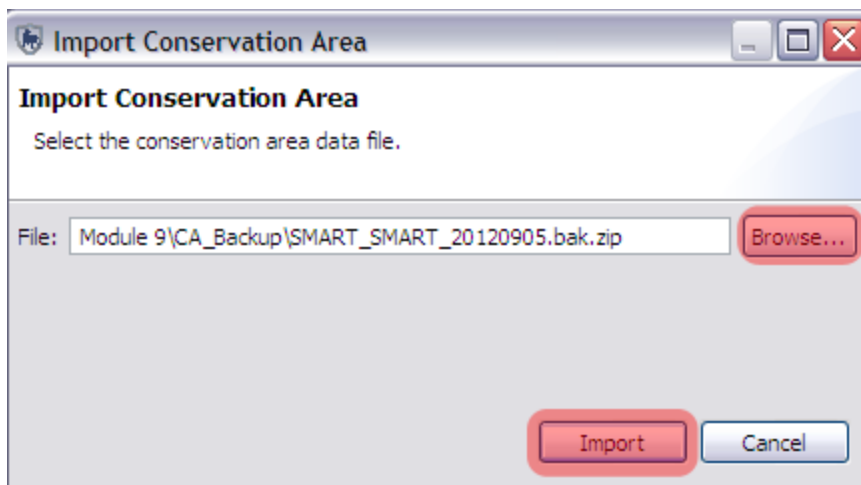 Import Conservation Area
Import Conservation Area
Select the conservation area data file.
File: Module 9\CA_Backup\SMART_SMART_20120905.bak.zip Browse...
Import Cancel